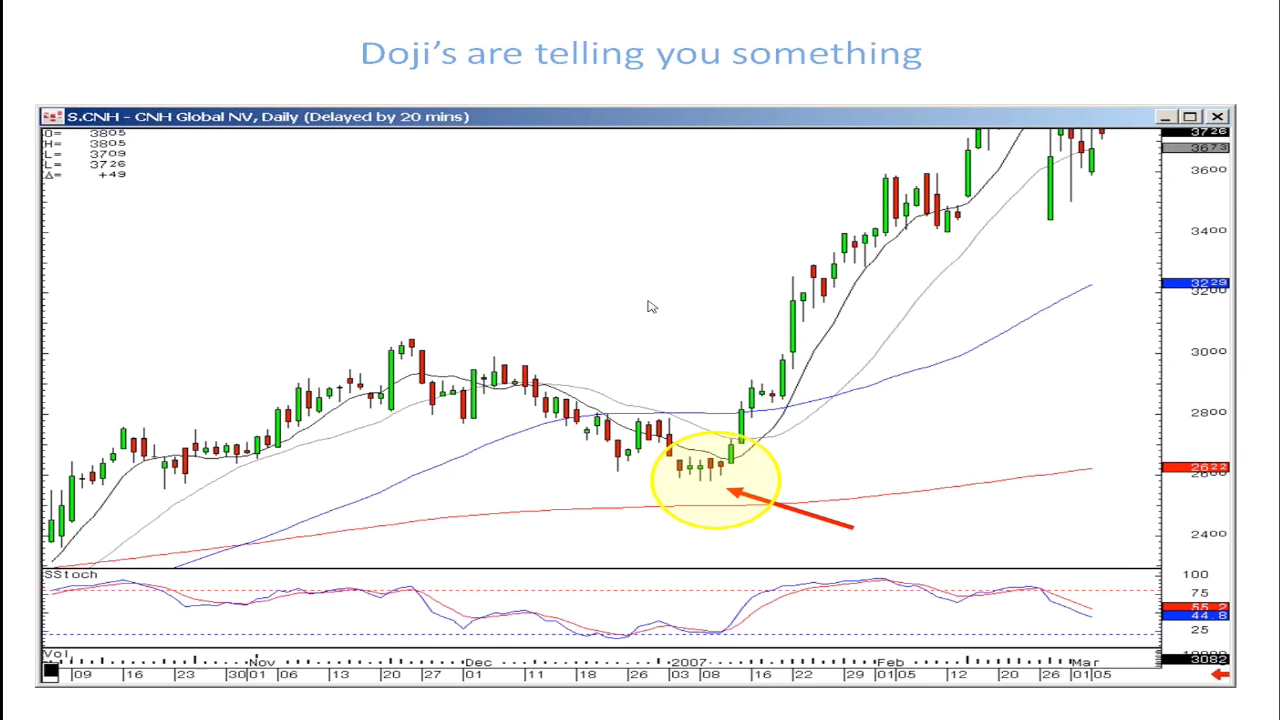 Doji's are telling you something
S.CNH - CNH Global NV, Daily (Delayed by 20 mins)
O= 3805
H= 3805
L= 3709
L= 3726
Δ= +49
3726
3673
3600
3400
3229
3200
3000
2800
2622
2600
2400
SStoch
100
75
55.2
44.8
25
Vol
3082
Nov Dec 2007 Feb Mar
09 16 23 30 01 06 13 20 27 01 11 18 26 03 08 16 22 29 01 05 12 20 26 01 05